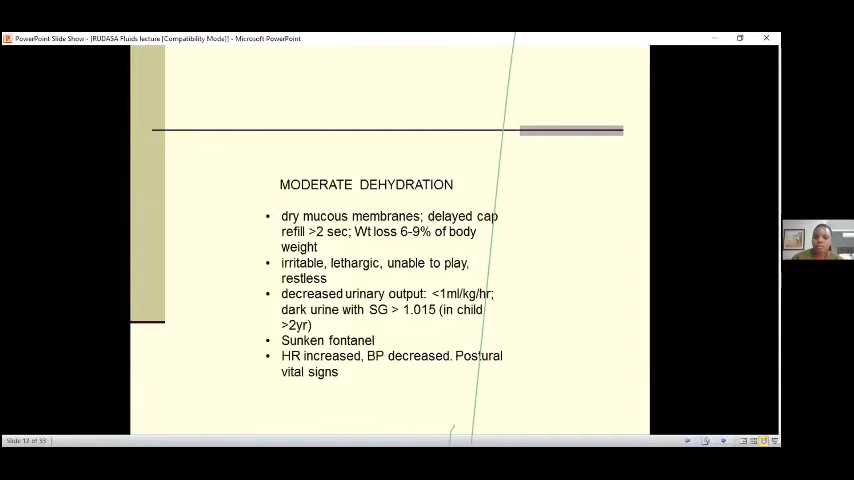 PowerPoint Slide Show - [RUDASA Fluids lecture [Compatibility Mode]] - Microsoft PowerPoint
MODERATE DEHYDRATION
• dry mucous membranes; delayed cap
refill >2 sec; Wt loss 6-9% of body
weight
• irritable, lethargic, unable to play,
restless
• decreased urinary output: <1ml/kg/hr;
dark urine with SG > 1.015 (in child
>2yr)
• Sunken fontanel
• HR increased, BP decreased. Postural
vital signs
Slide 12 of 33